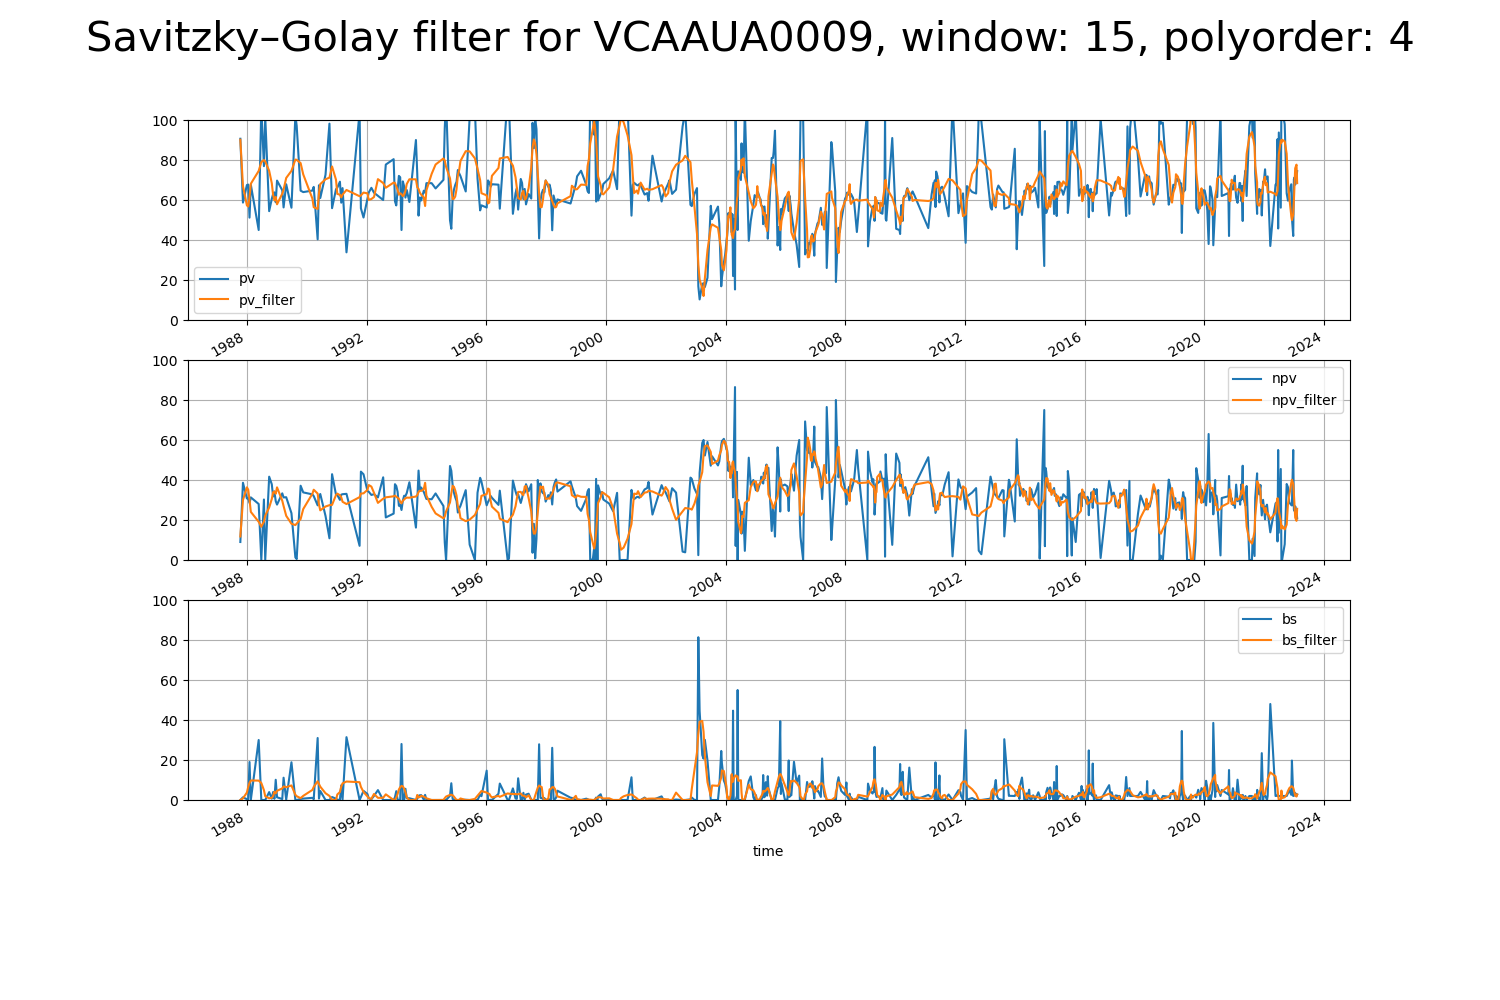 Savitzky–Golay filter for VCAAUA0009, window: 15, polyorder: 4
100
80
60
40
20
0
pv
pv_filter
1988 1992 1996 2000 2004 2008 2012 2016 2020 2024
100
80
60
40
20
0
npv
npv_filter
1988 1992 1996 2000 2004 2008 2012 2016 2020 2024
100
80
60
40
20
0
bs
bs_filter
1988 1992 1996 2000 2004 2008 2012 2016 2020 2024
time